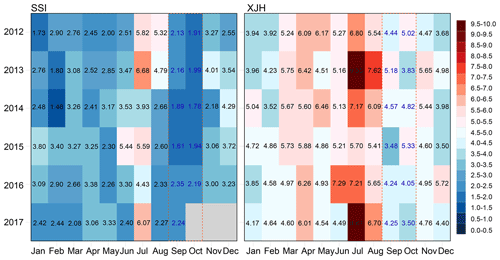 SSI XJH
2012 1.73 2.90 2.76 2.45 2.00 2.51 5.82 5.32 2.13 1.91 3.27 2.55 3.94 3.92 4.24 6.09 6.17 5.27 6.80 5.54 4.44 5.02 4.47 3.68
2013 2.76 1.80 3.08 2.52 2.85 3.47 6.68 4.79 2.16 1.99 4.01 3.54 3.96 4.23 5.75 6.42 5.45 5.16 7.62 5.18 3.83 5.65 4.98
2014 2.48 1.46 3.26 2.41 3.17 3.53 3.93 2.66 1.89 1.78 2.18 4.29 5.04 3.52 5.67 5.60 6.46 5.13 7.17 6.09 4.57 4.82 5.44 3.98
2015 3.80 3.40 3.27 3.27 3.25 5.44 5.59 2.60 1.61 1.94 3.06 3.72 4.72 4.86 5.73 5.88 4.86 5.21 5.70 5.41 3.48 5.33 4.60 3.50
2016 3.09 2.90 2.66 3.38 2.26 3.30 4.43 2.33 2.35 2.19 3.00 3.23 3.85 4.58 4.97 6.26 4.93 7.29 7.21 5.65 4.24 4.05 4.95 5.72
2017 2.42 2.44 2.08 3.06 3.33 2.40 6.07 2.27 2.24 4.17 4.64 4.60 6.01 4.54 4.49 6.70 4.25 3.50 4.76 4.40
Jan Feb Mar Apr May Jun Jul Aug Sep Oct Nov Dec Jan Feb Mar Apr May Jun Jul Aug Sep Oct Nov Dec
9.5-10.0
9.0-9.5
8.5-9.0
8.0-8.5
7.5-8.0
7.0-7.5
6.5-7.0
6.0-6.5
5.5-6.0
5.0-5.5
4.5-5.0
4.0-4.5
3.5-4.0
3.0-3.5
2.5-3.0
2.0-2.5
1.5-2.0
1.0-1.5
0.5-1.0
0.0-0.5